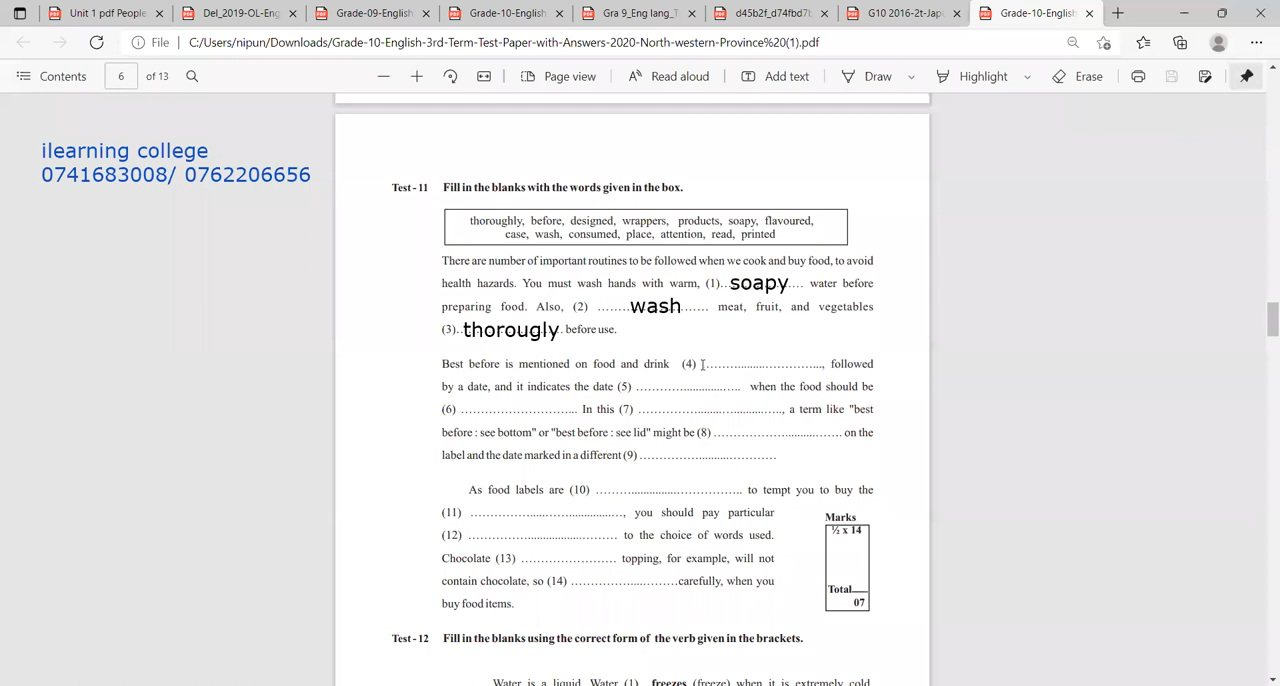 Unit 1 pdf People
Del_2019-OL-Eng
Grade-09-English
Grade-10-English
Gra 9_Eng lang_T
d45b2f_d74fbd7b
G10 2016-2t-Jap
Grade-10-English
File C:/Users/nipun/Downloads/Grade-10-English-3rd-Term-Test-Paper-with-Answers-2020-North-western-Province%20(1).pdf
Contents 6 of 13 Page view Read aloud Add text Draw Highlight Erase
ilearning college
0741683008/ 0762206656
Test - 11 Fill in the blanks with the words given in the box.
thoroughly, before, designed, wrappers, products, soapy, flavoured,
case, wash, consumed, place, attention, read, printed
There are number of important routines to be followed when we cook and buy food, to avoid
health hazards. You must wash hands with warm, (1)..soapy.... water before
preparing food. Also, (2) .......wash....... meat, fruit, and vegetables
(3)..thorougly. before use.
Best before is mentioned on food and drink (4) ............................., followed
by a date, and it indicates the date (5) ............................. when the food should be
(6) ............................. In this (7) ............................., a term like "best
before : see bottom" or "best before : see lid" might be (8) ............................. on the
label and the date marked in a different (9) .............................
As food labels are (10) ............................. to tempt you to buy the
(11) ............................., you should pay particular
(12) ............................. to the choice of words used.
Chocolate (13) ........................ topping, for example, will not
contain chocolate, so (14) ..........................carefully, when you
buy food items.
Marks
½ x 14
Total
07
Test - 12 Fill in the blanks using the correct form of the verb given in the brackets.
Water is a liquid. Water (1) freezes (freeze) when it is extremely cold